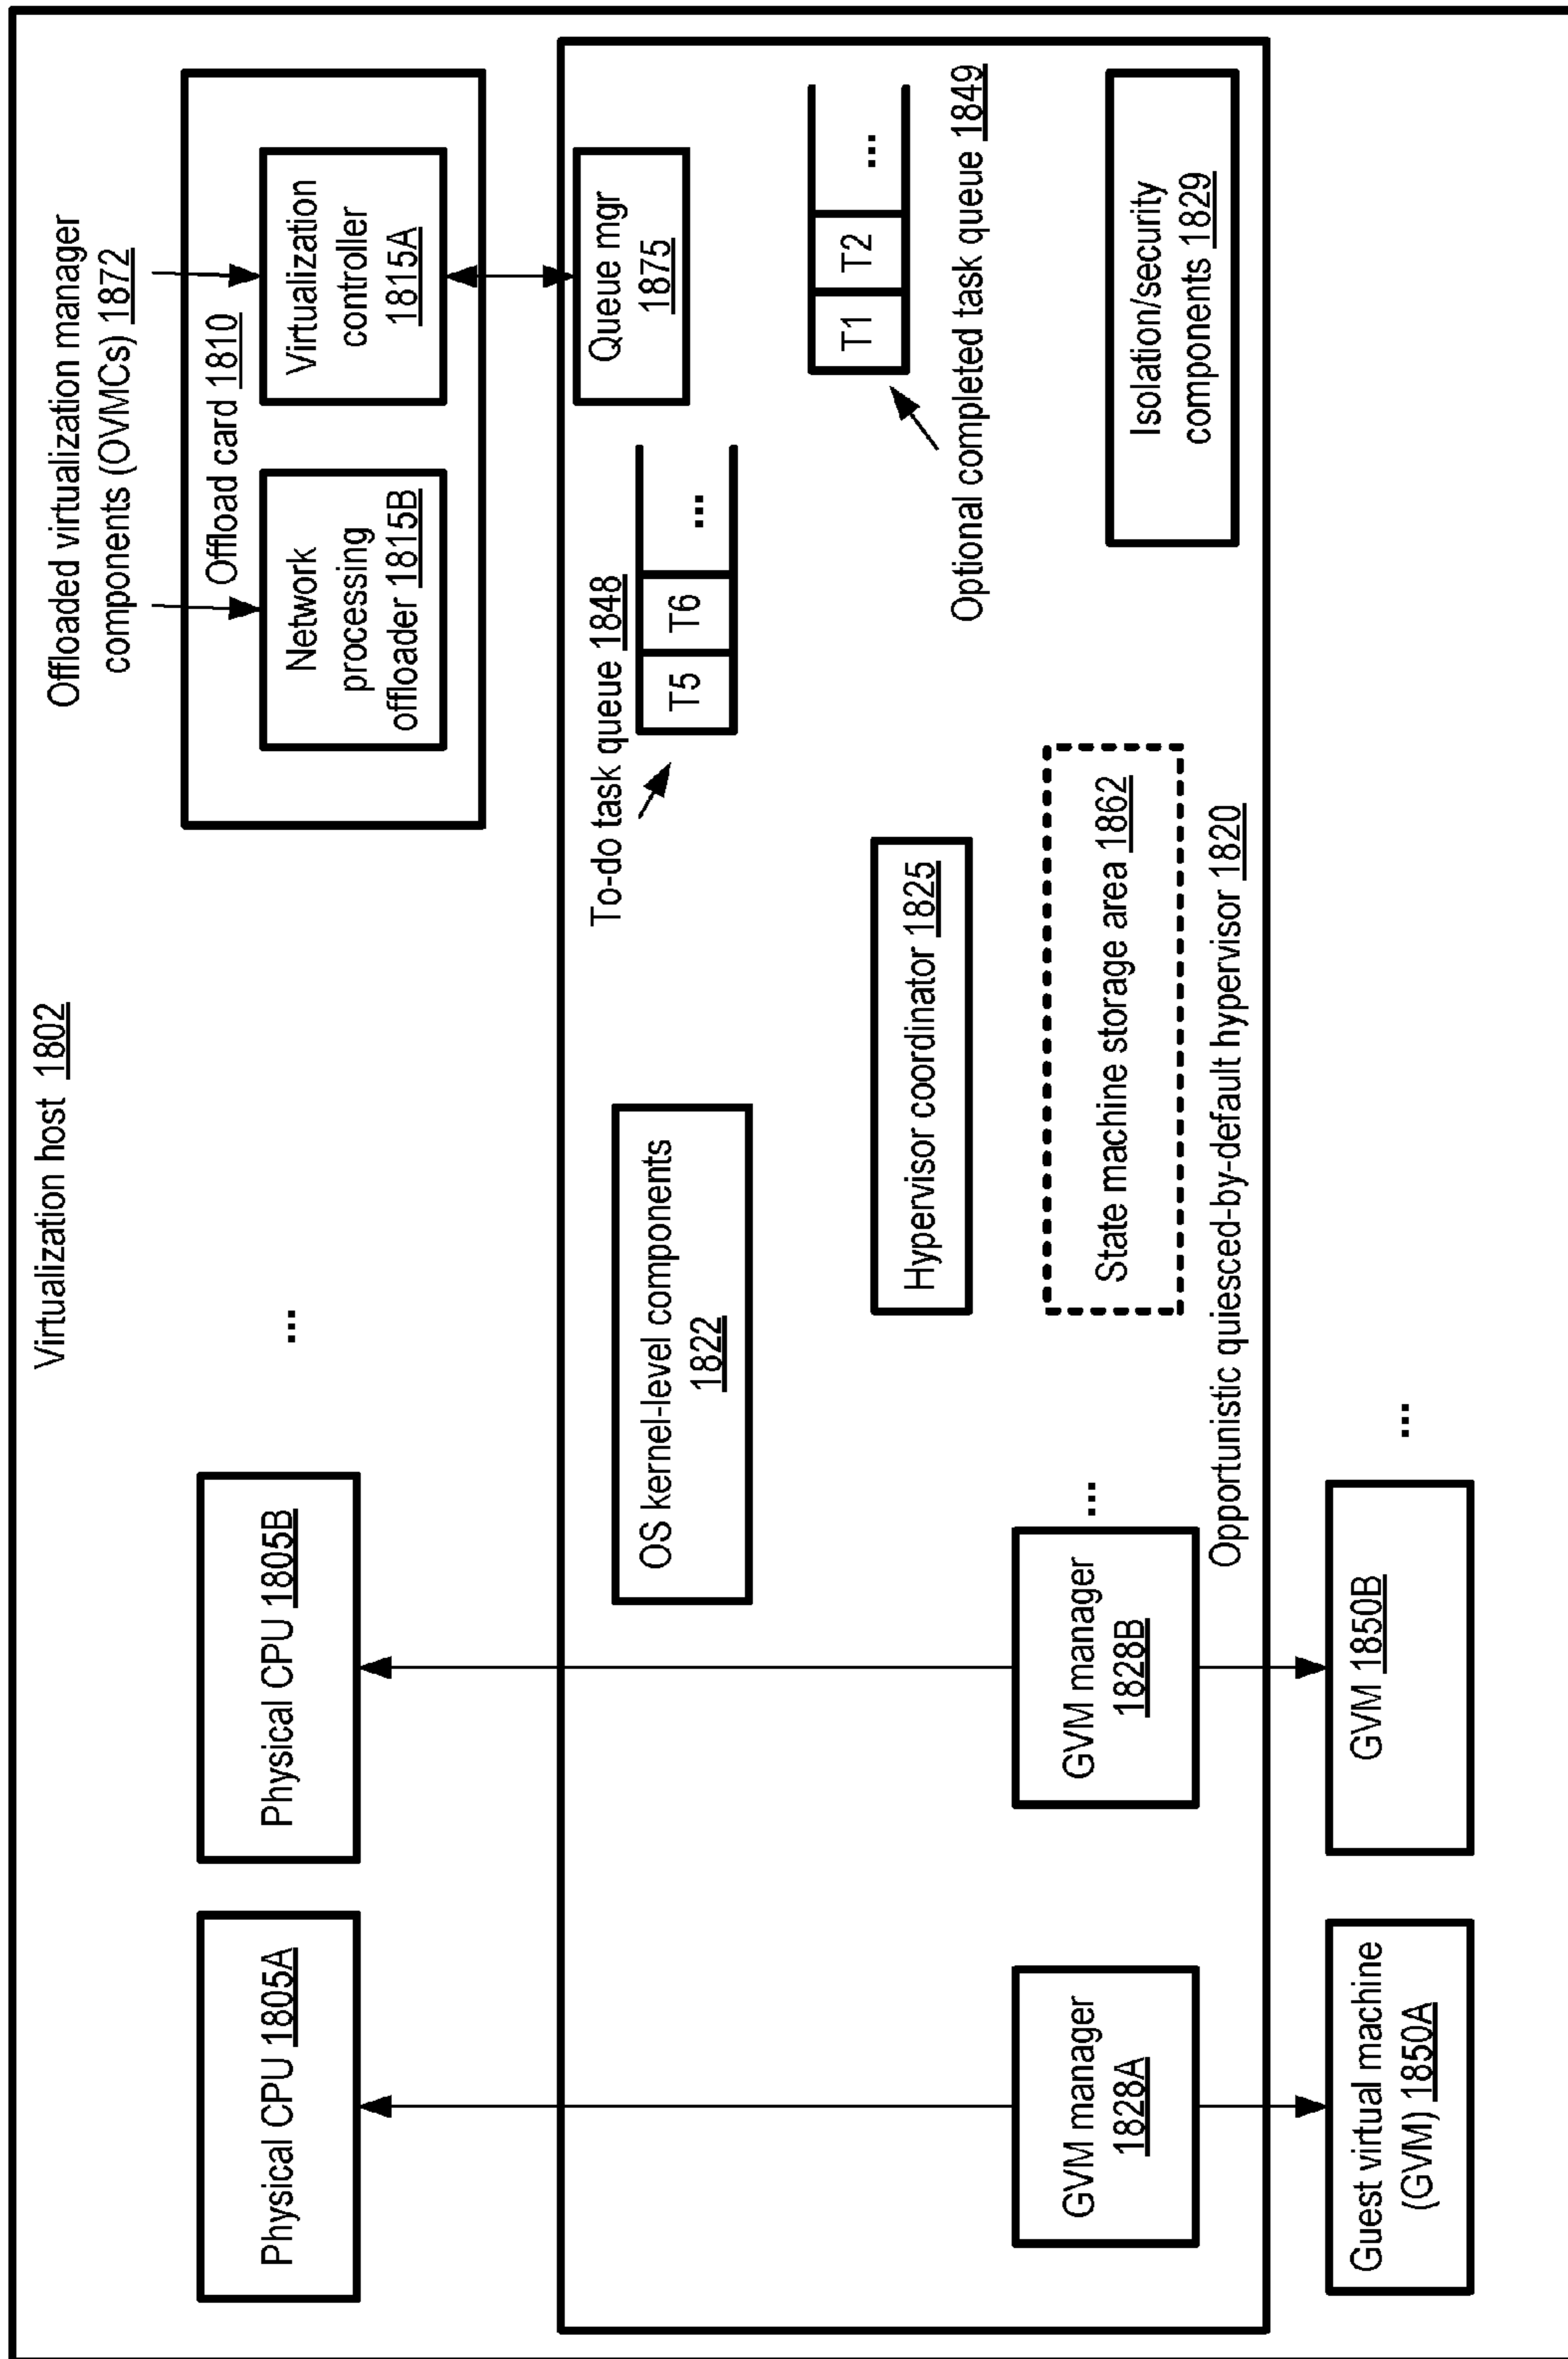 Virtualization host 1802
Offloaded virtualization manager
components (OVMCs) 1872
Physical CPU 1805A
Physical CPU 1805B
...
Offload card 1810
Network
processing
offloader 1815B
Virtualization
controller
1815A
OS kernel-level components
1822
To-do task queue 1848
T5
T6
...
Queue mgr
1875
T1
T2
...
Optional completed task queue 1849
Hypervisor coordinator 1825
GVM manager
1828A
GVM manager
1828B
...
State machine storage area 1862
Isolation/security
components 1829
Opportunistic quiesced-by-default hypervisor 1820
Guest virtual machine
(GVM) 1850A
GVM 1850B
...